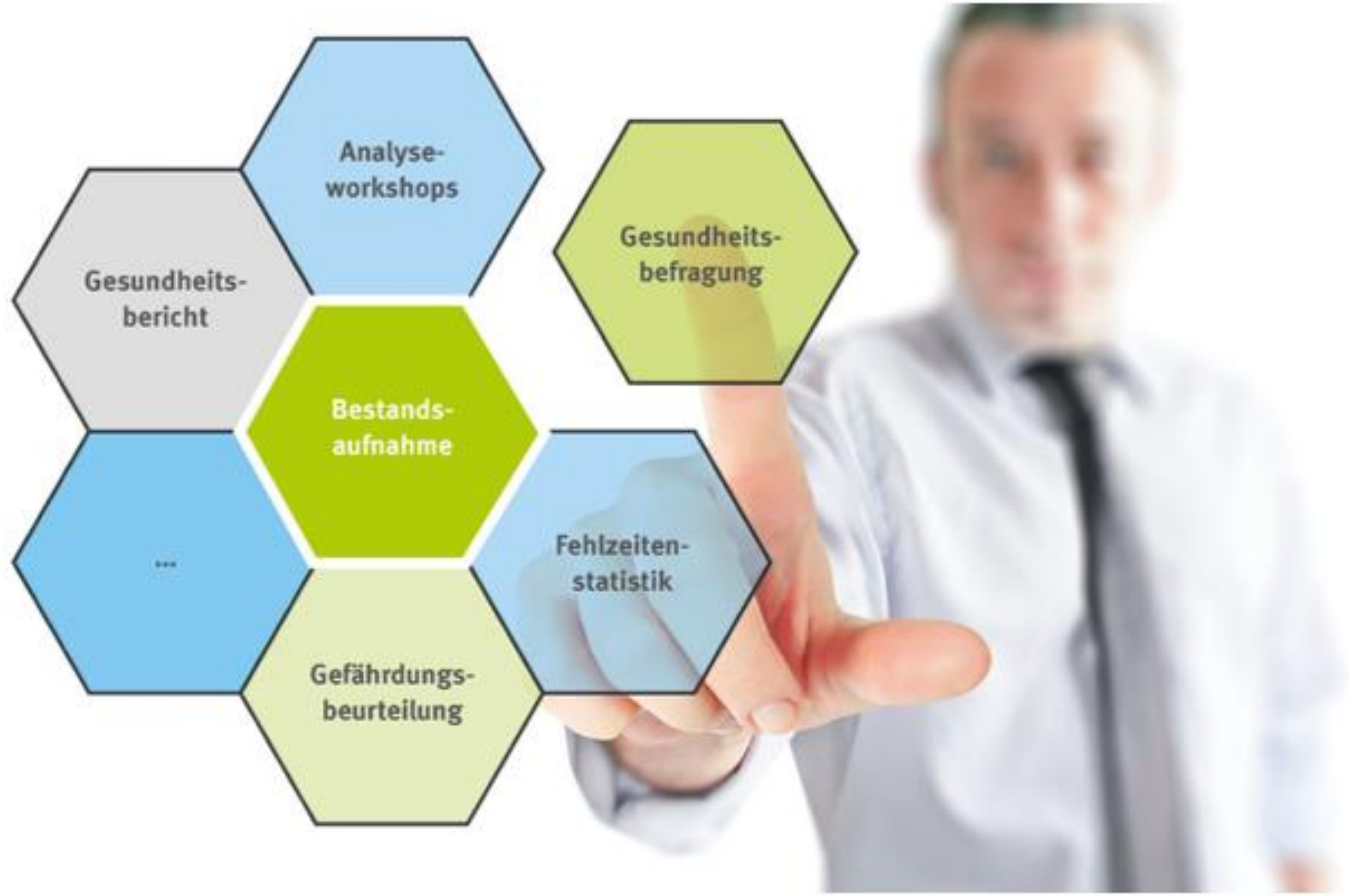 Analyse-
workshops
Gesundheits-
befragung
Gesundheits-
bericht
Bestands-
aufnahme
...
Fehlzeiten-
statistik
Gefährdungs-
beurteilung